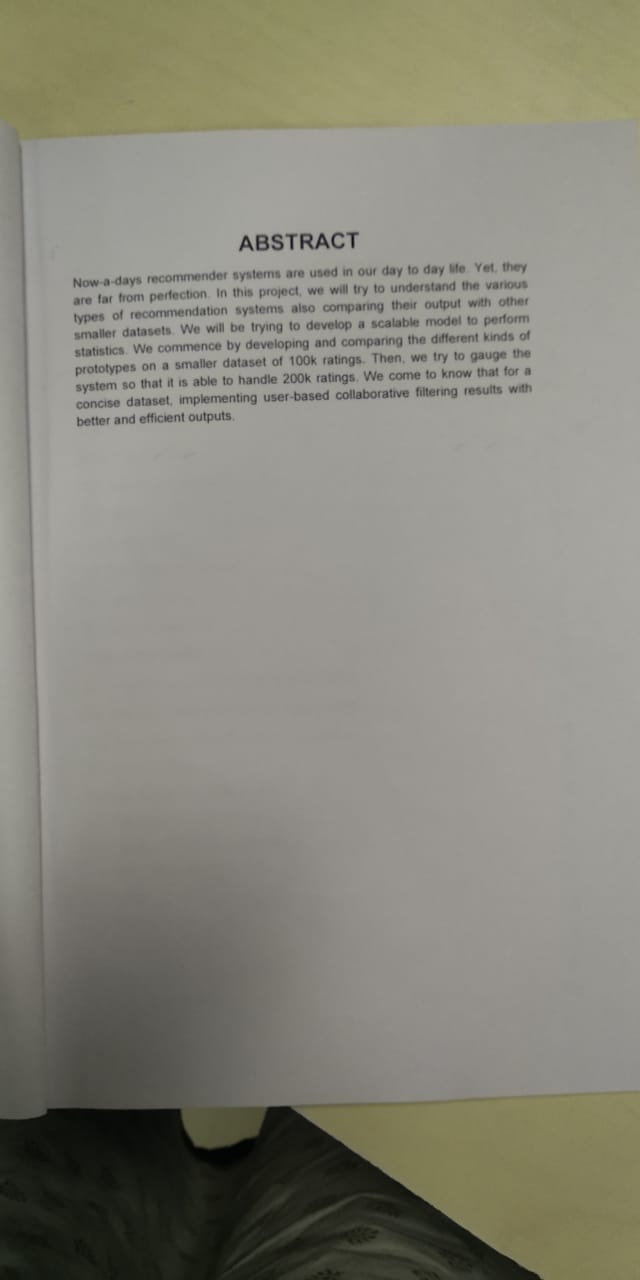 ABSTRACT
Now-a-days recommender systems are used in our day to day life. Yet, they
are far from perfection. In this project, we will try to understand the various
types of recommendation systems also comparing their output with other
smaller datasets. We will be trying to develop a scalable model to perform
statistics. We commence by developing and comparing the different kinds of
prototypes on a smaller dataset of 100k ratings. Then, we try to gauge the
system so that it is able to handle 200k ratings. We come to know that for a
concise dataset, implementing user-based collaborative filtering results with
better and efficient outputs.